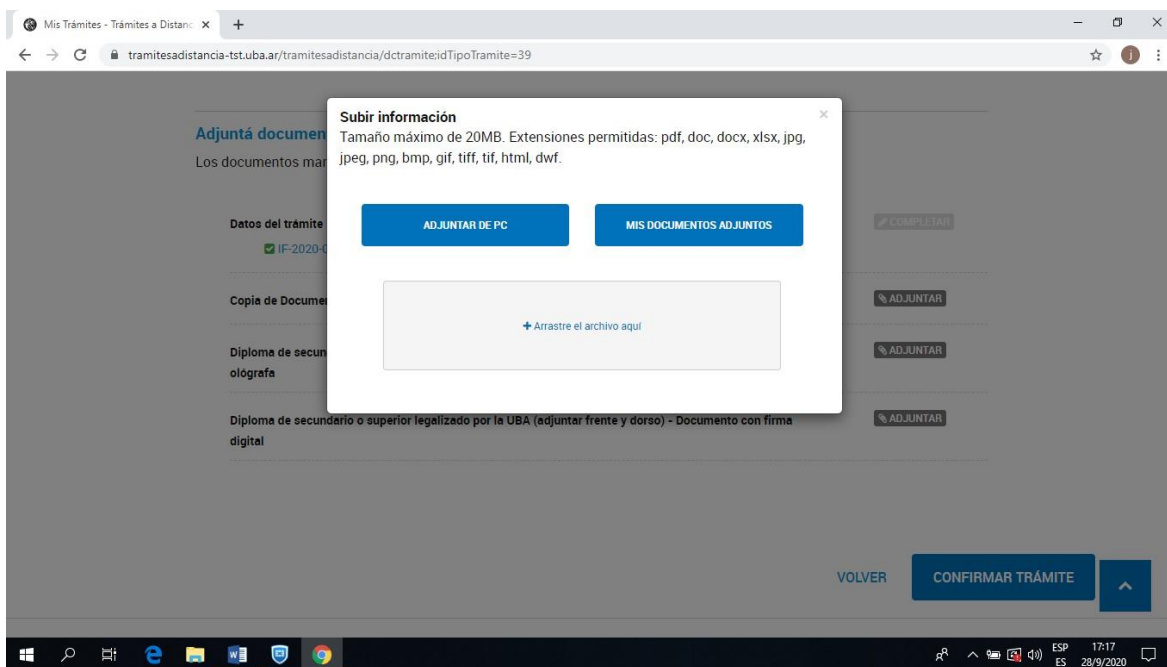 Mis Trámites - Trámites a Distanc
tramitesadistancia-tst.uba.ar/tramitesadistancia/dctramite;idTipoTramite=39
j
Subir información
Tamaño máximo de 20MB. Extensiones permitidas: pdf, doc, docx, xlsx, jpg,
jpeg, png, bmp, gif, tiff, tif, html, dwf.
ADJUNTAR DE PC
MIS DOCUMENTOS ADJUNTOS
+ Arrastre el archivo aquí
Adjuntá documen
Los documentos mar
Datos del trámite
COMPLETAR
IF-2020-0
Copia de Documen
ADJUNTAR
Diploma de secun
ológrafa
ADJUNTAR
Diploma de secundario o superior legalizado por la UBA (adjuntar frente y dorso) - Documento con firma
digital
ADJUNTAR
VOLVER
CONFIRMAR TRÁMITE
ESP
ES
17:17
28/9/2020